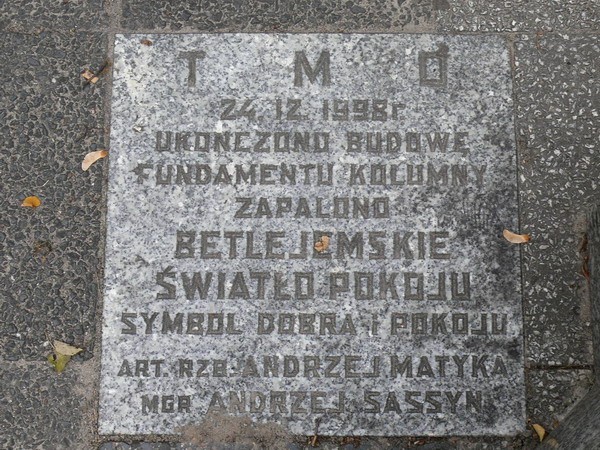 T M Ó
24. 12. 1998r
UKOŃCZONO BUDOWĘ
FUNDAMENTU KOLUMNY
ZAPALONO
BETLEJEMSKIE
ŚWIATŁO POKOJU
SYMBOL DOBRA i POKOJU
ART. RZB. ANDRZEJ MATYKA
MGR ANDRZEJ SASSYN